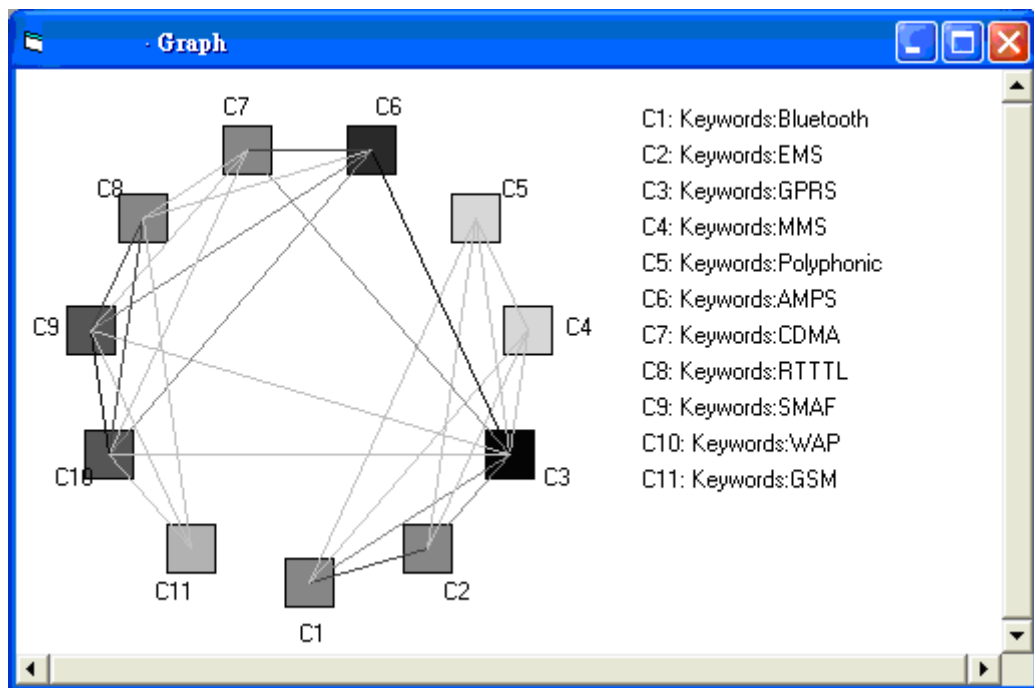 Graph
C7
C6
C8
C5
C9
C4
C10
C3
C11
C2
C1
C1: Keywords:Bluetooth
C2: Keywords:EMS
C3: Keywords:GPRS
C4: Keywords:MMS
C5: Keywords:Polyphonic
C6: Keywords:AMPS
C7: Keywords:CDMA
C8: Keywords:RTTTL
C9: Keywords:SMAF
C10: Keywords:WAP
C11: Keywords:GSM